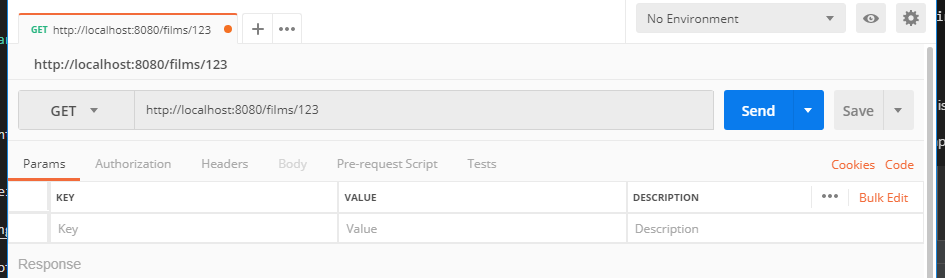 GET http://localhost:8080/films/123
No Environment
http://localhost:8080/films/123
GET http://localhost:8080/films/123 Send Save
Params Authorization Headers Body Pre-request Script Tests Cookies Code
KEY VALUE DESCRIPTION Bulk Edit
Key Value Description
Response